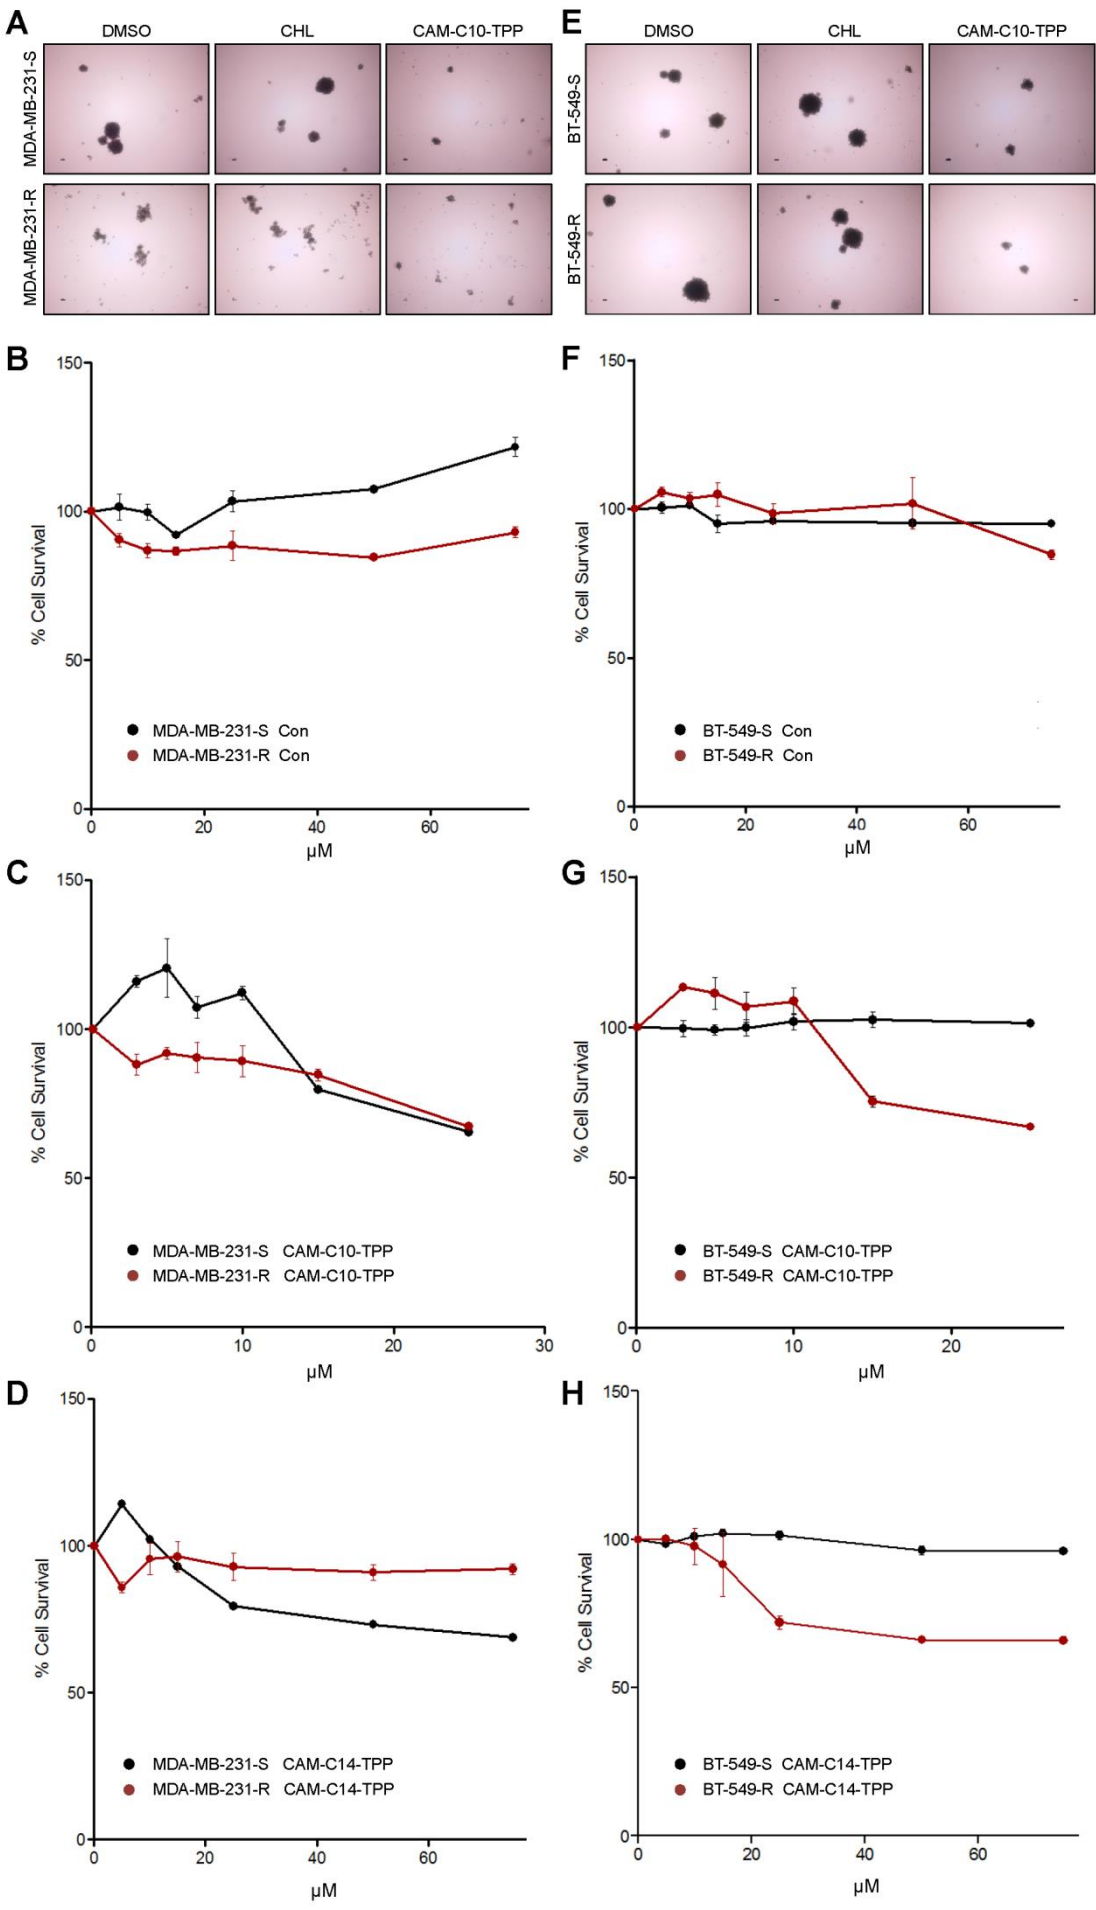 A
DMSO CHL CAM-C10-TPP
MDA-MB-231-S
MDA-MB-231-R
E
DMSO CHL CAM-C10-TPP
BT-549-S
BT-549-R
B
150
100
50
0
% Cell Survival
MDA-MB-231-S Con
MDA-MB-231-R Con
0 20 40 60
µM
F
150
100
50
0
% Cell Survival
BT-549-S Con
BT-549-R Con
0 20 40 60
µM
C
150
100
50
0
% Cell Survival
MDA-MB-231-S CAM-C10-TPP
MDA-MB-231-R CAM-C10-TPP
0 10 20 30
µM
G
150
100
50
0
% Cell Survival
BT-549-S CAM-C10-TPP
BT-549-R CAM-C10-TPP
0 10 20
µM
D
150
100
50
0
% Cell Survival
MDA-MB-231-S CAM-C14-TPP
MDA-MB-231-R CAM-C14-TPP
0 20 40 60
µM
H
150
100
50
0
% Cell Survival
BT-549-S CAM-C14-TPP
BT-549-R CAM-C14-TPP
0 20 40 60
µM